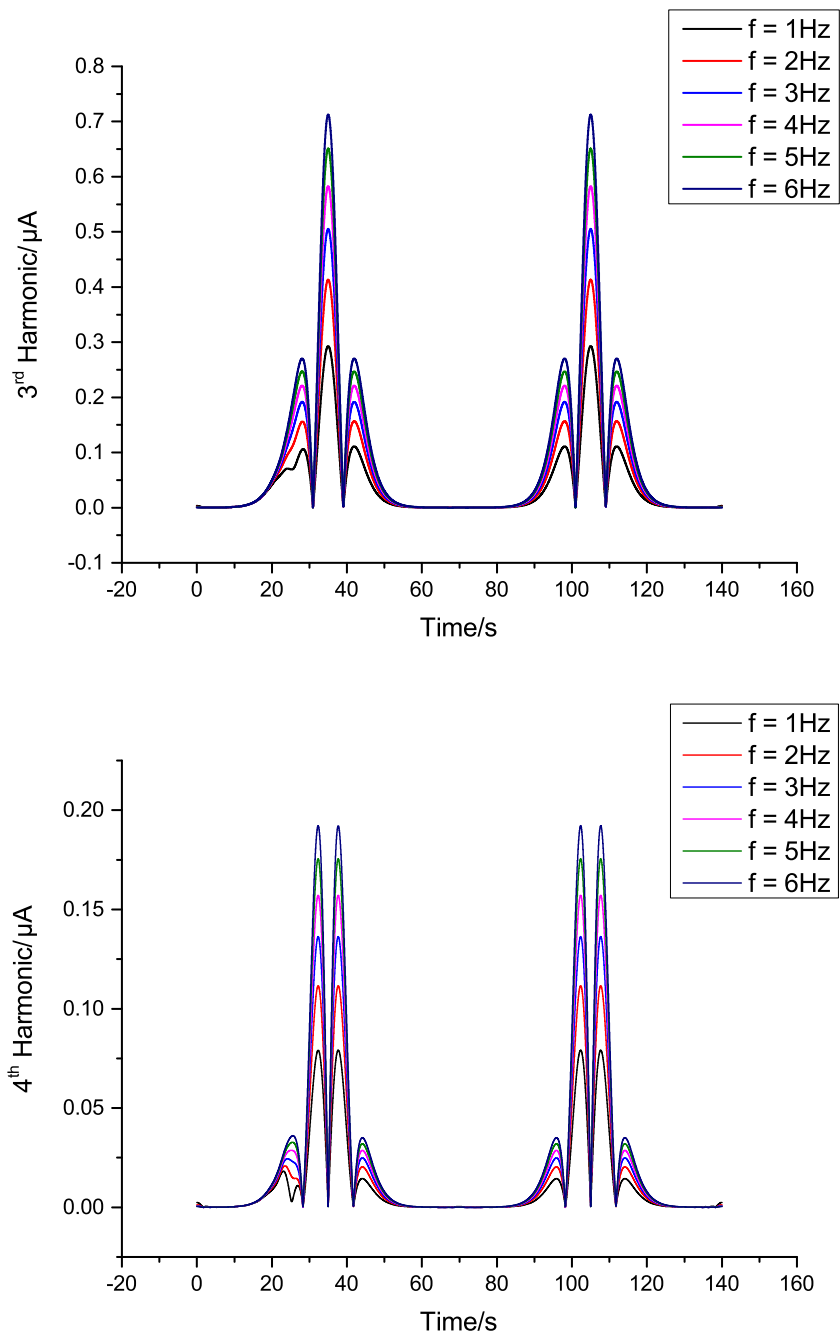 f = 1Hz
f = 2Hz
f = 3Hz
f = 4Hz
f = 5Hz
f = 6Hz
0.8
0.7
0.6
0.5
0.4
0.3
0.2
0.1
0.0
-0.1
3rd Harmonic/μA
-20 0 20 40 60 80 100 120 140 160
Time/s
f = 1Hz
f = 2Hz
f = 3Hz
f = 4Hz
f = 5Hz
f = 6Hz
0.20
0.15
0.10
0.05
0.00
4th Harmonic/μA
-20 0 20 40 60 80 100 120 140 160
Time/s